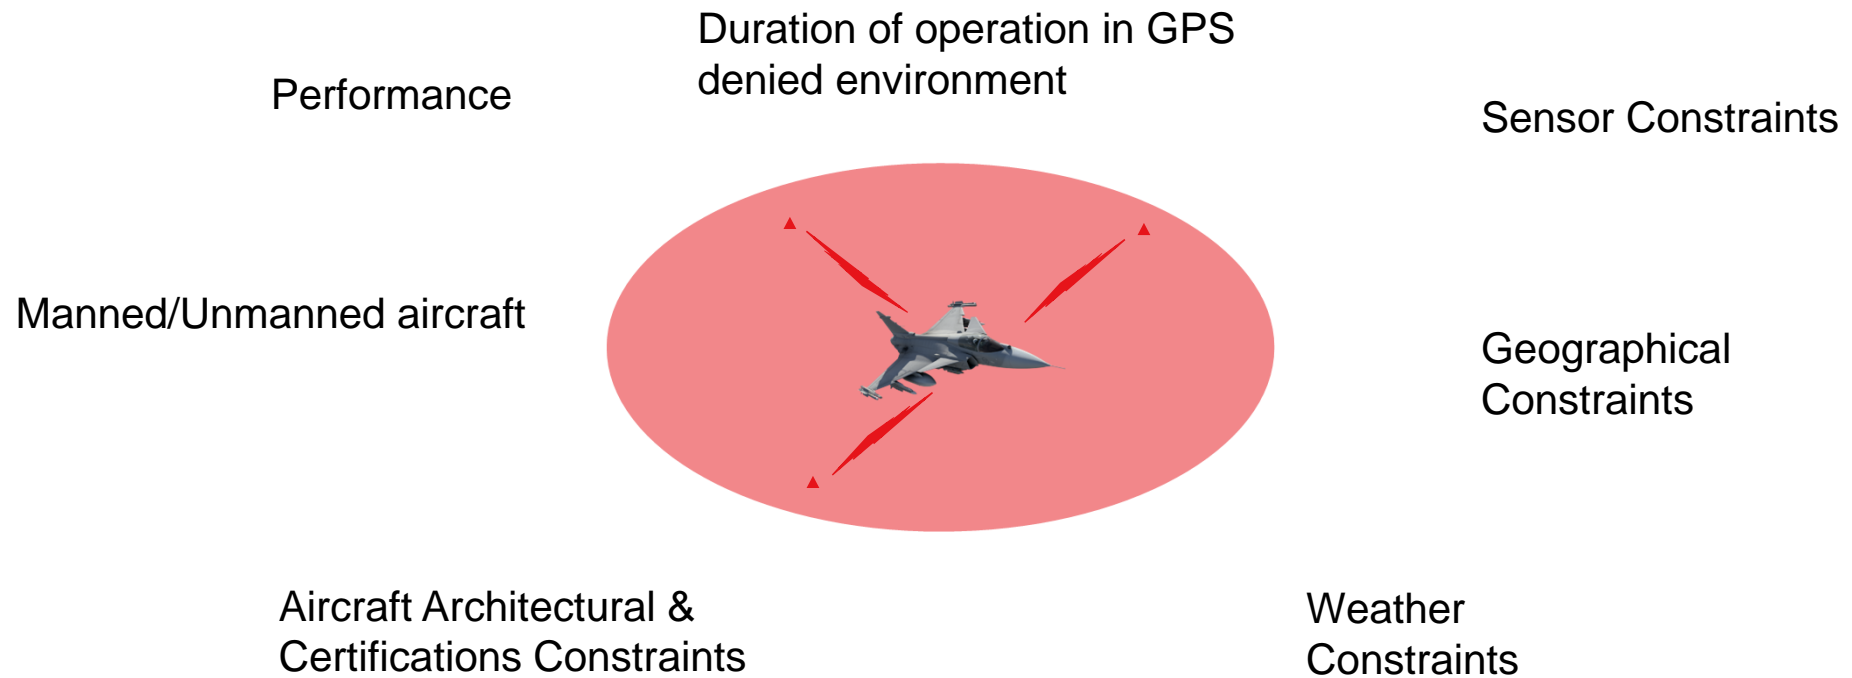 Duration of operation in GPS
denied environment
Performance
Sensor Constraints
Manned/Unmanned aircraft
Geographical
Constraints
Aircraft Architectural &
Certifications Constraints
Weather
Constraints